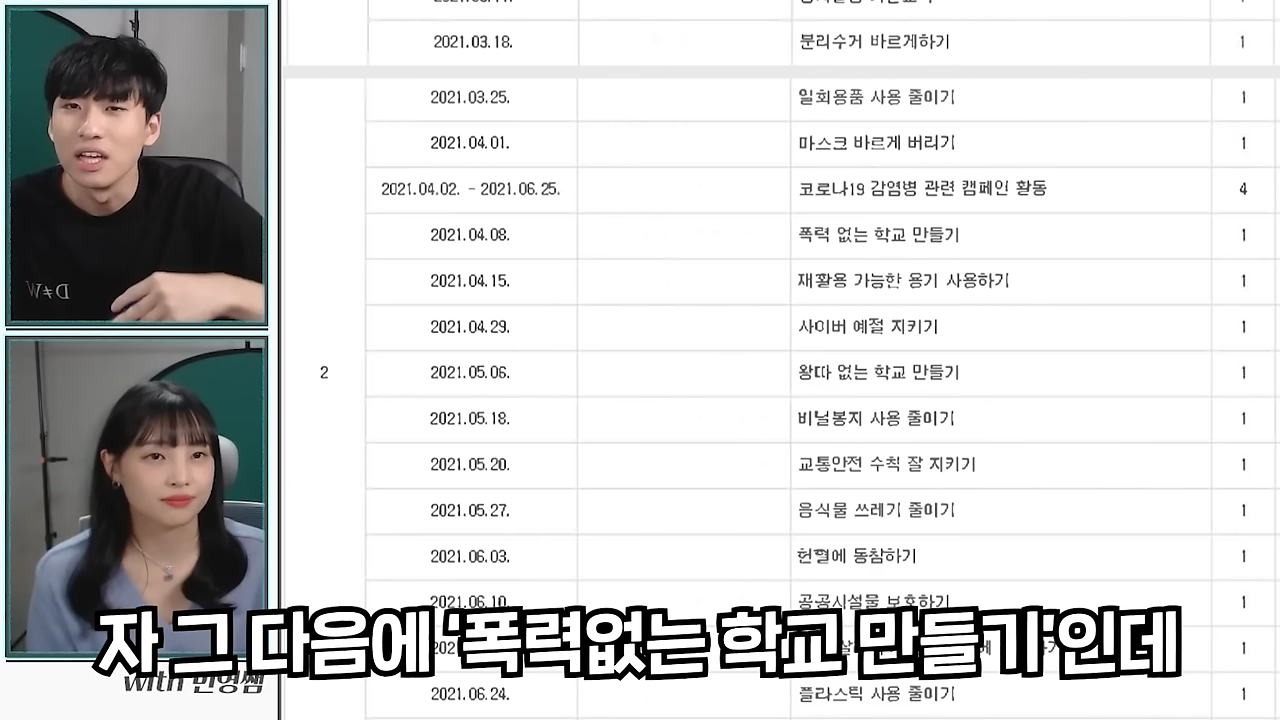 2021.03.18. 분리수거 바르게하기 1
2021.03.25. 일회용품 사용 줄이기 1
2021.04.01. 마스크 바르게 버리기 1
2021.04.02. - 2021.06.25. 코로나19 감염병 관련 캠페인 활동 4
2021.04.08. 폭력 없는 학교 만들기 1
2021.04.15. 재활용 가능한 용기 사용하기 1
2021.04.29. 사이버 예절 지키기 1
2 2021.05.06. 왕따 없는 학교 만들기 1
2021.05.18. 비닐봉지 사용 줄이기 1
2021.05.20. 교통안전 수칙 잘 지키기 1
2021.05.27. 음식물 쓰레기 줄이기 1
2021.06.03. 헌혈에 동참하기 1
2021.06.10. 공공시설물 보호하기 1
자 그 다음에 '폭력없는 학교 만들기'인데
with 민영쌤
2021.06.24. 플라스틱 사용 줄이기 1